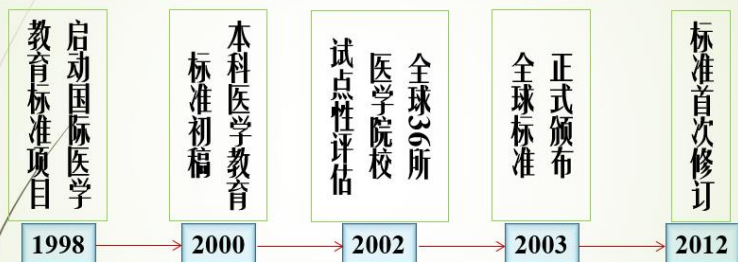 启动国际医学
教育标准项目
1998
本科医学教育
标准初稿
2000
全球36所
医学院校
试点性评估
2002
正式颁布
全球标准
2003
标准首次修订
2012